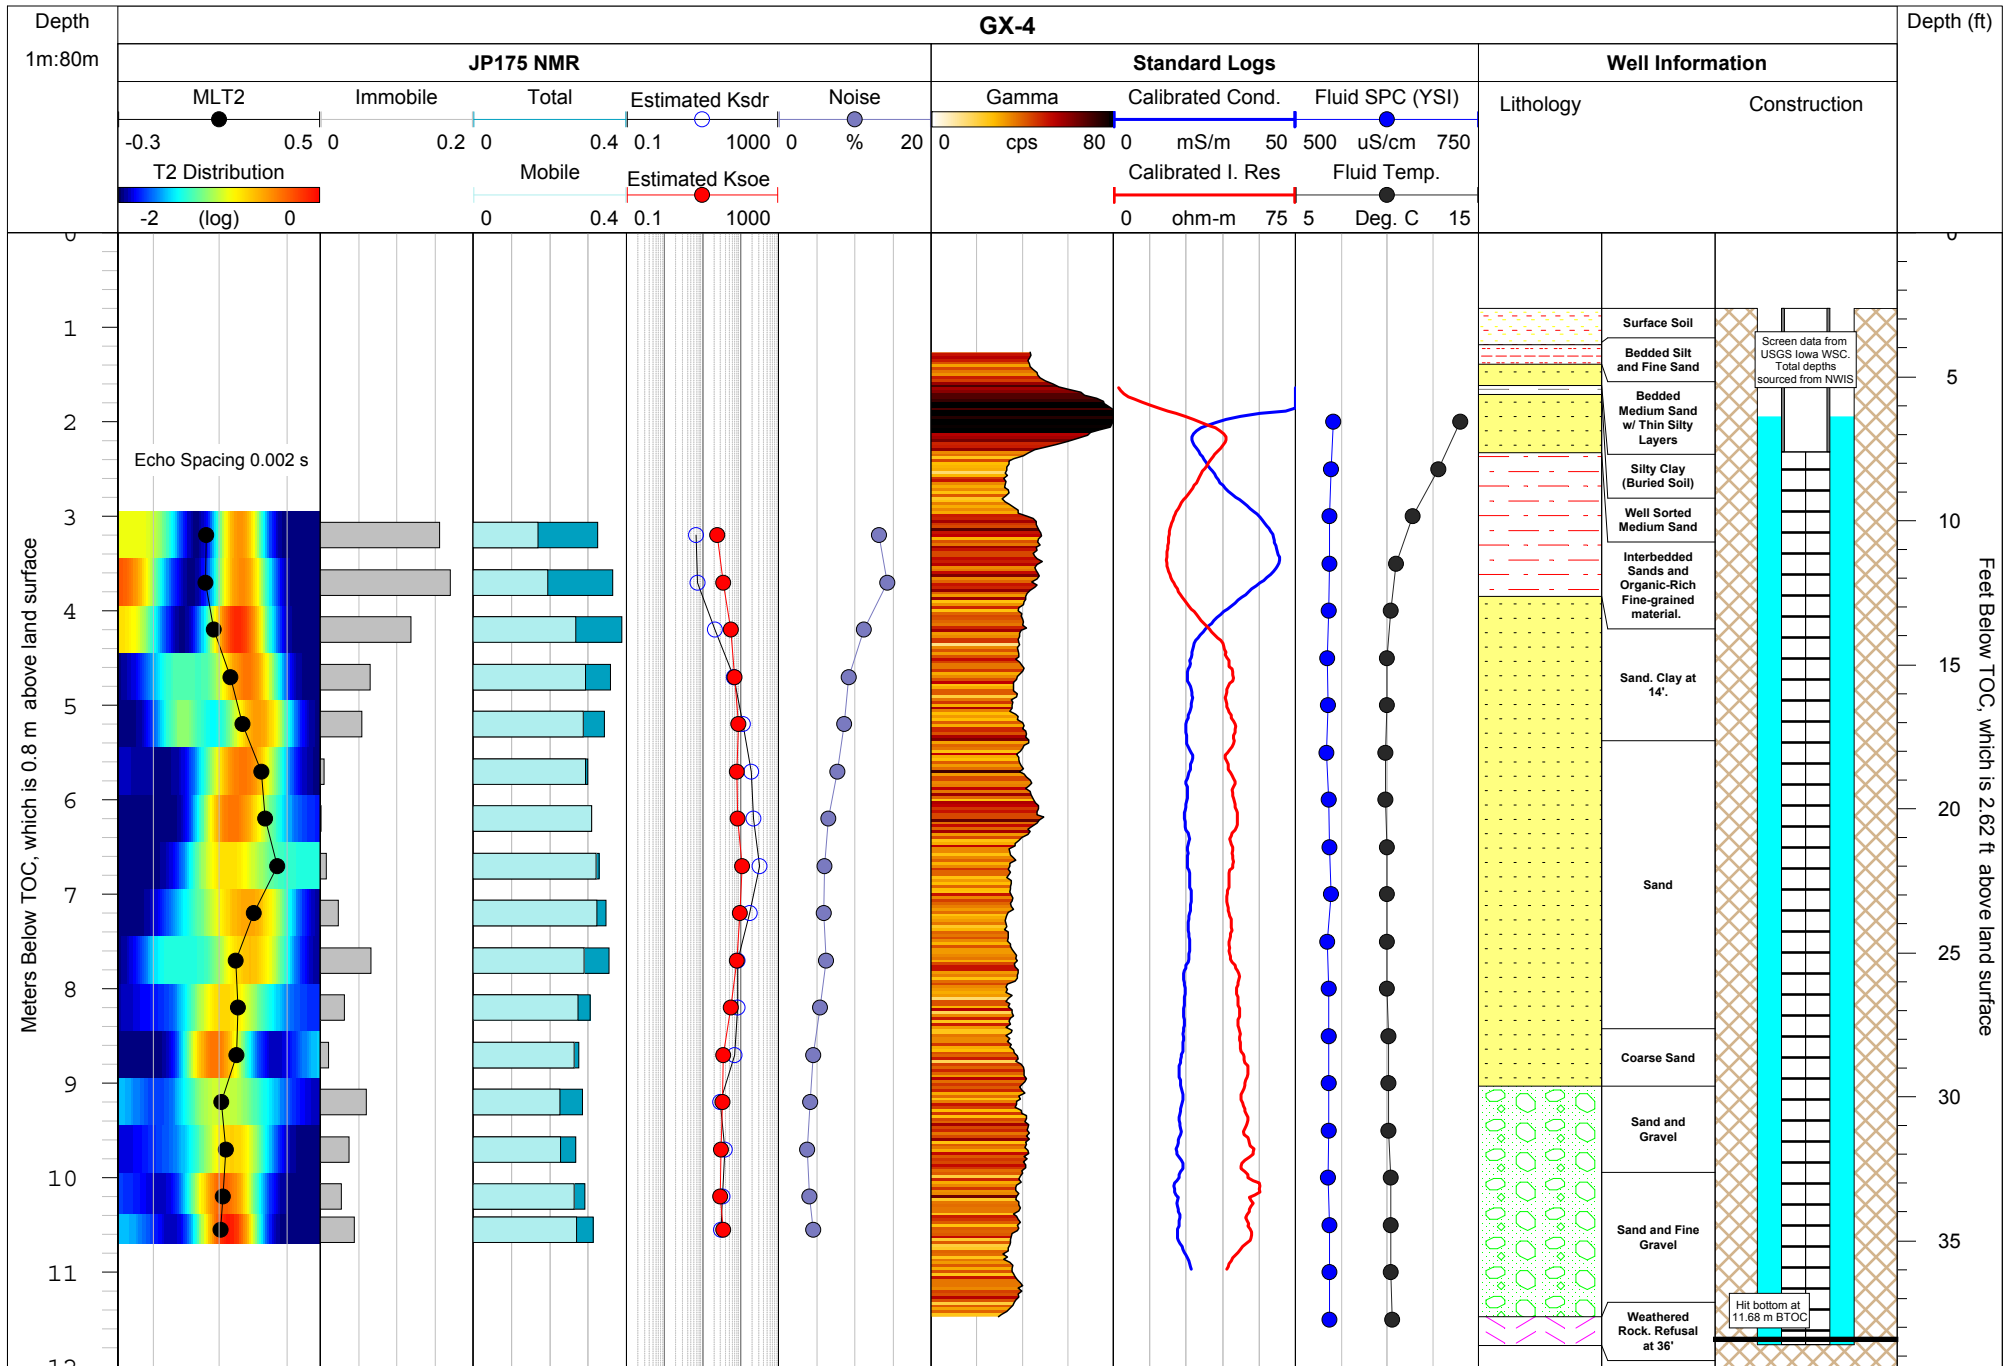 Depth
1m:80m
GX-4
Depth (ft)
JP175 NMR
Standard Logs
Well Information
MLT2
-0.3 0.5
T2 Distribution
-2 (log) 0
Immobile
0 0.2
Total
0 0.4
Mobile
0 0.4
Estimated Ksdr
0.1 1000
Estimated Ksoe
0.1 1000
Noise
0 % 20
Gamma
0 cps 80
Calibrated Cond.
0 mS/m 50
Calibrated I. Res
0 ohm-m 75
Fluid SPC (YSI)
500 uS/cm 750
Fluid Temp.
5 Deg. C 15
Lithology
Construction
Meters Below TOC, which is 0.8 m above land surface
0
1
2
3
4
5
6
7
8
9
10
11
12
Echo Spacing 0.002 s
Surface Soil
Bedded Silt
and Fine Sand
Bedded
Medium Sand
w/ Thin Silty
Layers
Silty Clay
(Buried Soil)
Well Sorted
Medium Sand
Interbedded
Sands and
Organic-Rich
Fine-grained
material.
Sand. Clay at
14'.
Sand
Coarse Sand
Sand and
Gravel
Sand and Fine
Gravel
Weathered
Rock. Refusal
at 36'
Screen data from
USGS Iowa WSC.
Total depths
sourced from NWIS
Hit bottom at
11.68 m BTOC
0
5
10
15
20
25
30
35
Feet Below TOC, which is 2.62 ft above land surface